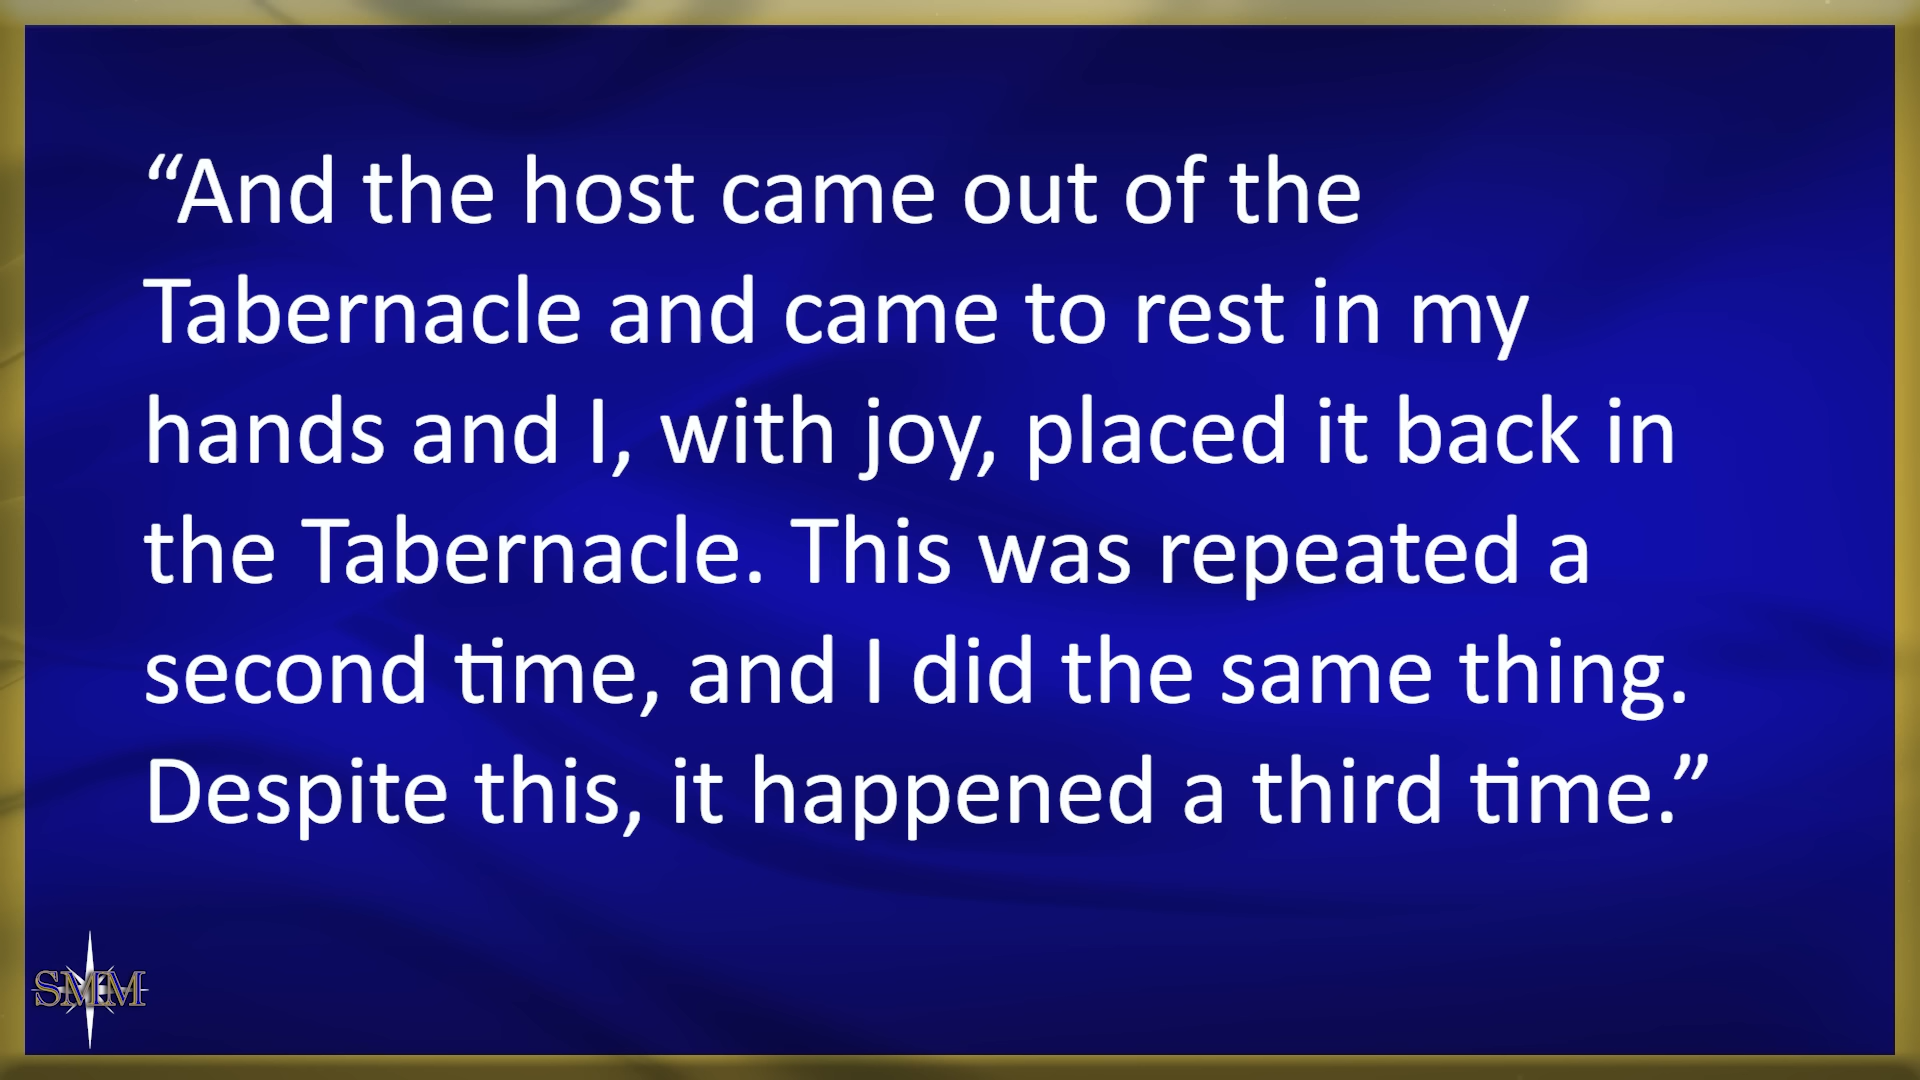 “And the host came out of the
Tabernacle and came to rest in my
hands and I, with joy, placed it back in
the Tabernacle. This was repeated a
second time, and I did the same thing.
Despite this, it happened a third time.”
SMM